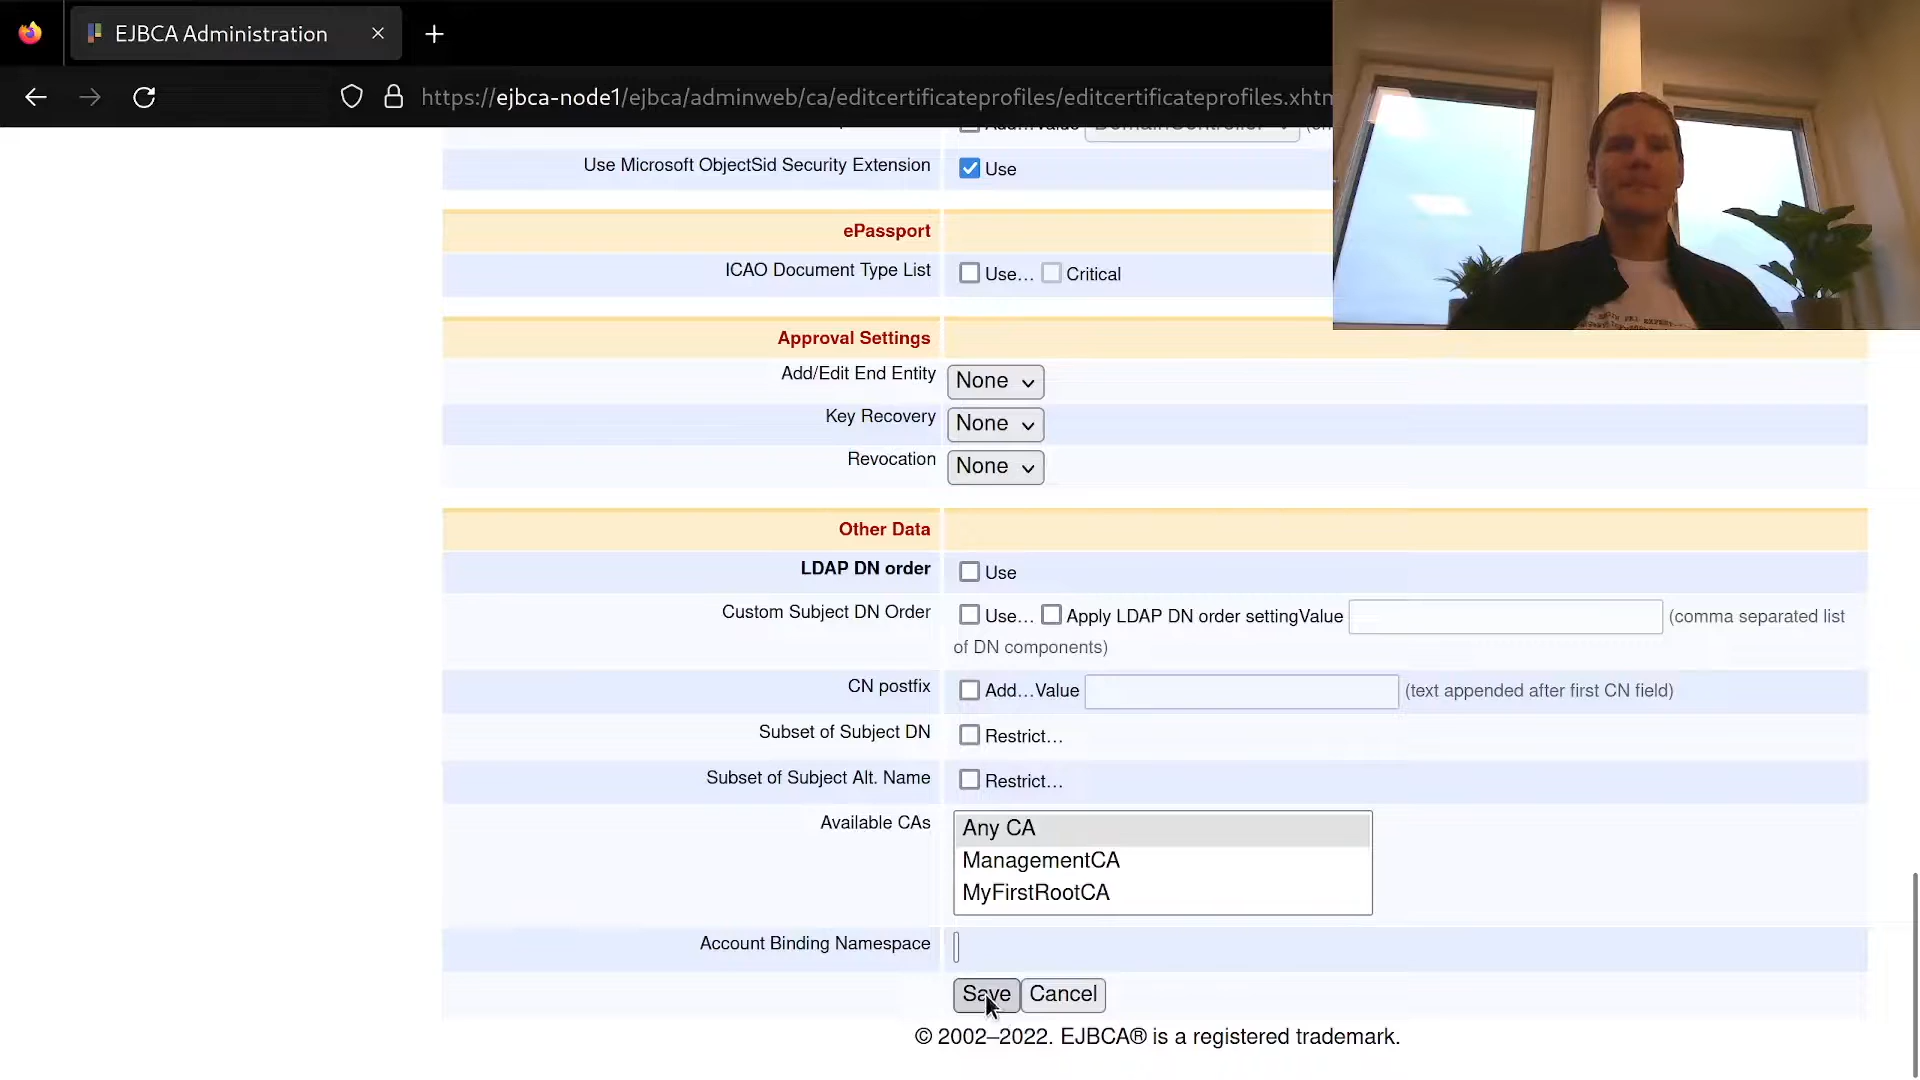 EJBCA Administration
https://ejbca-node1/ejbca/adminweb/ca/editcertificateprofiles/editcertificateprofiles.xhtm
Use Microsoft ObjectSid Security Extension Use
ePassport
ICAO Document Type List Use... Critical
Approval Settings
Add/Edit End Entity None
Key Recovery None
Revocation None
Other Data
LDAP DN order Use
Custom Subject DN Order Use... Apply LDAP DN order settingValue (comma separated list
of DN components)
CN postfix Add...Value (text appended after first CN field)
Subset of Subject DN Restrict...
Subset of Subject Alt. Name Restrict...
Available CAs Any CA
ManagementCA
MyFirstRootCA
Account Binding Namespace
Save Cancel
© 2002–2022. EJBCA® is a registered trademark.